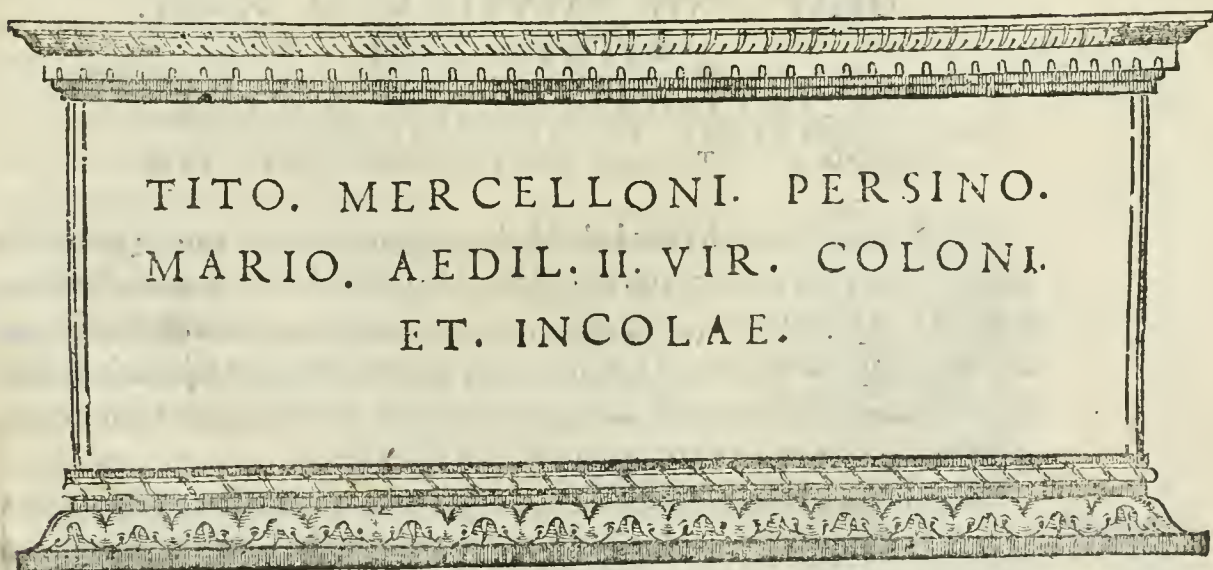 TITO. MERCELLONI. PERSINO.
MARIO. AEDIL. II. VIR. COLONI.
ET. INCOLAE.